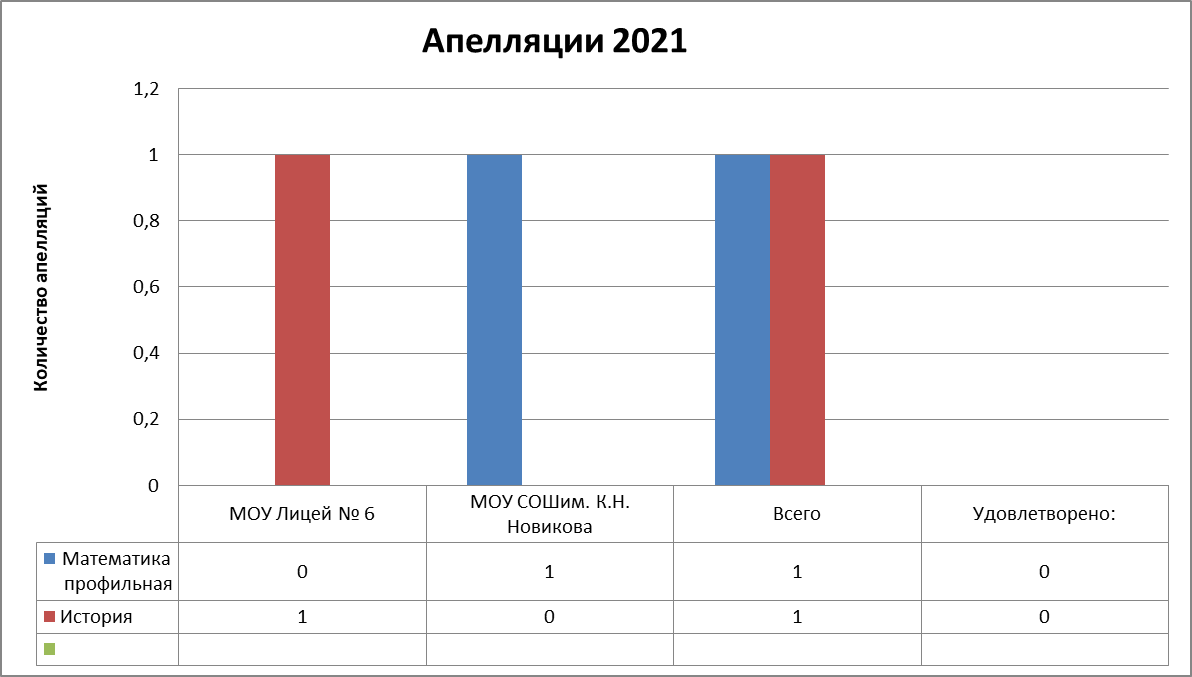 Апелляции 2021
Количество апелляций
1,2
1
0,8
0,6
0,4
0,2
0
МОУ Лицей № 6
МОУ СОШим. К.Н.
Новикова
Всего
Удовлетворено:
Математика
профильная
0
1
1
0
История
1
0
1
0